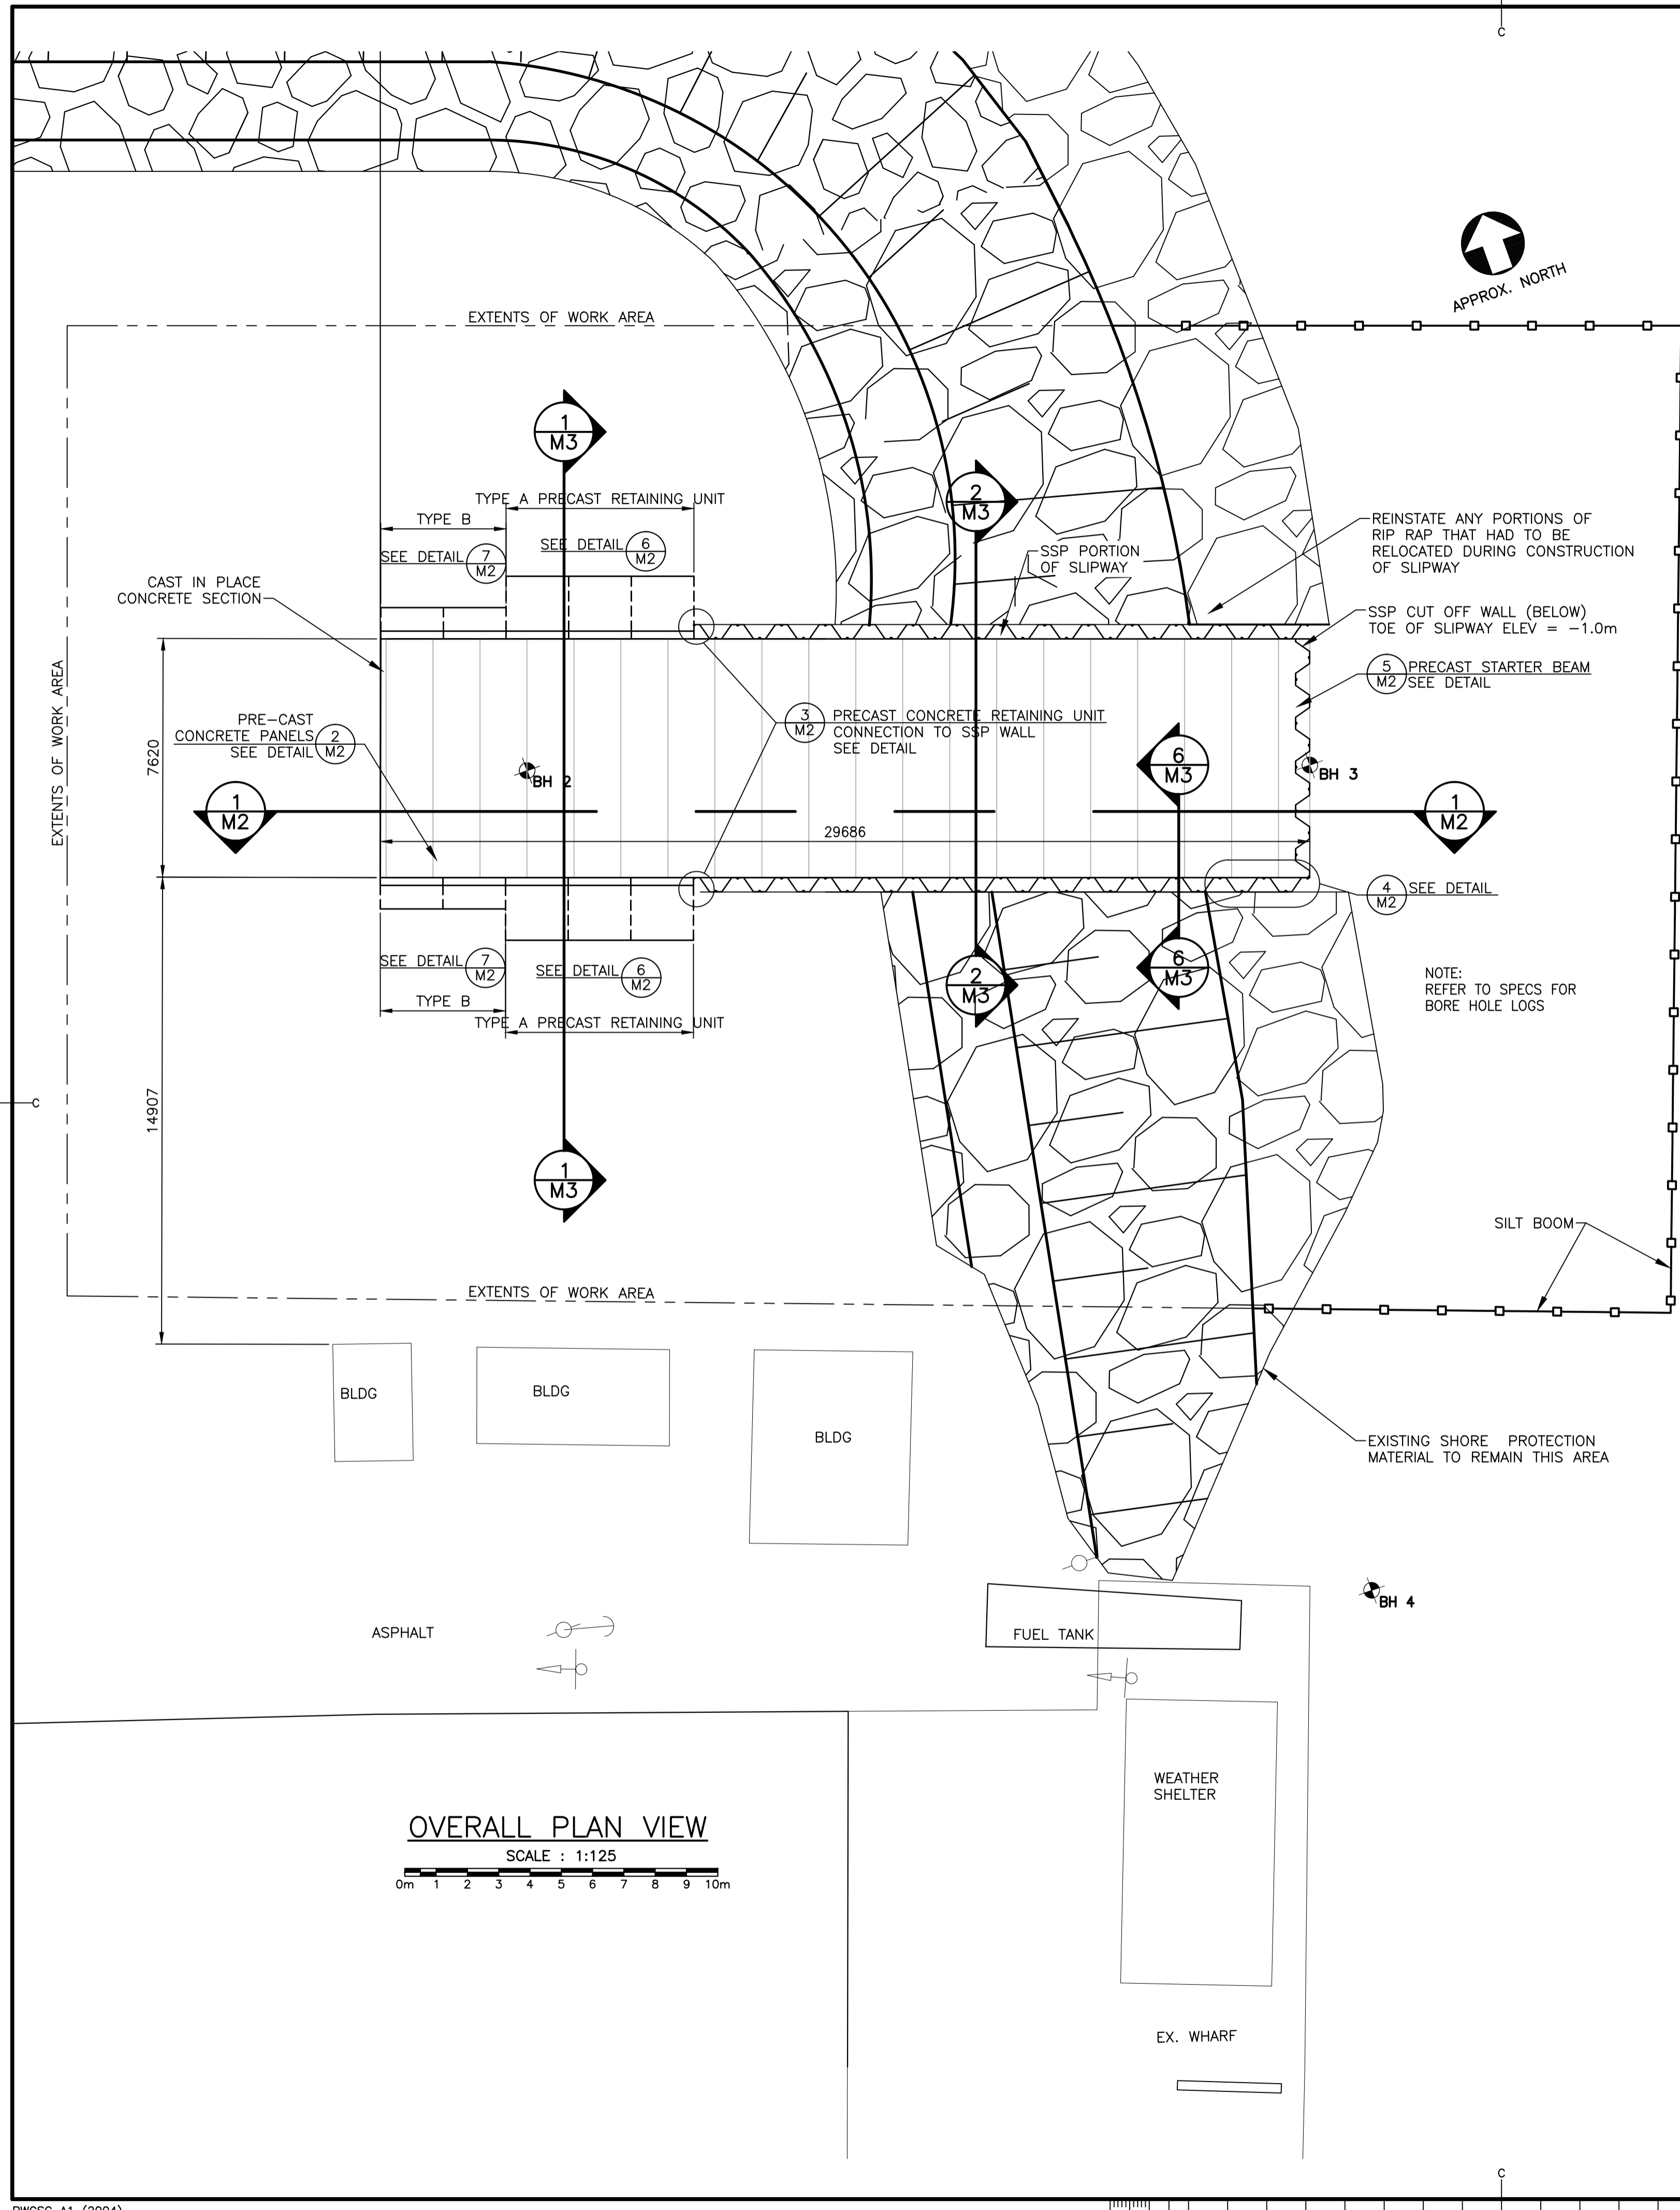 C
APPROX. NORTH
EXTENTS OF WORK AREA
1
M3
2
M3
TYPE A PRECAST RETAINING UNIT
TYPE B
SEE DETAIL 7
M2
SEE DETAIL 6
M2
SSP PORTION
OF SLIPWAY
REINSTATE ANY PORTIONS OF
RIP RAP THAT HAD TO BE
RELOCATED DURING CONSTRUCTION
OF SLIPWAY
CAST IN PLACE
CONCRETE SECTION
SSP CUT OFF WALL (BELOW)
TOE OF SLIPWAY ELEV = -1.0m
5
M2
PRECAST STARTER BEAM
SEE DETAIL
EXTENTS OF WORK AREA
7620
PRE-CAST
CONCRETE PANELS
SEE DETAIL
2
M2
3
M2
PRECAST CONCRETE RETAINING UNIT
CONNECTION TO SSP WALL
SEE DETAIL
6
M3
BH 2
BH 3
1
M2
1
M2
29686
4
M2
SEE DETAIL
SEE DETAIL 7
M2
SEE DETAIL 6
M2
2
M3
6
M3
TYPE B
TYPE A PRECAST RETAINING UNIT
NOTE:
REFER TO SPECS FOR
BORE HOLE LOGS
C
14907
1
M3
SILT BOOM
EXTENTS OF WORK AREA
BLDG
BLDG
BLDG
EXISTING SHORE PROTECTION
MATERIAL TO REMAIN THIS AREA
BH 4
ASPHALT
FUEL TANK
WEATHER
SHELTER
OVERALL PLAN VIEW
SCALE : 1:125
0m 1 2 3 4 5 6 7 8 9 10m
EX. WHARF
C